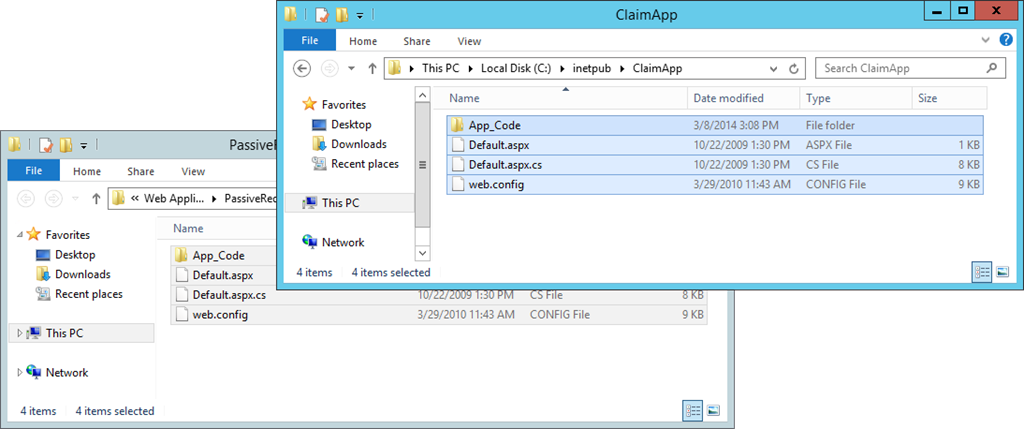 ClaimApp
File Home Share View
This PC Local Disk (C:) inetpub ClaimApp Search ClaimApp
Favorites
Desktop
Downloads
Recent places
This PC
Network
Name Date modified Type Size
App_Code 3/8/2014 3:08 PM File folder
Default.aspx 10/22/2009 1:30 PM ASPX File 1 KB
Default.aspx.cs 10/22/2009 1:30 PM CS File 8 KB
web.config 3/29/2010 11:43 AM CONFIG File 9 KB
4 items 4 items selected
File Home Share View
« Web Appli...
Favorites
Desktop
Downloads
Recent places
This PC
Network
Name
App_Code
Default.aspx
Default.aspx.cs 10/22/2009 1:30 PM CS File 8 KB
web.config 3/29/2010 11:43 AM CONFIG File 9 KB
4 items 4 items selected